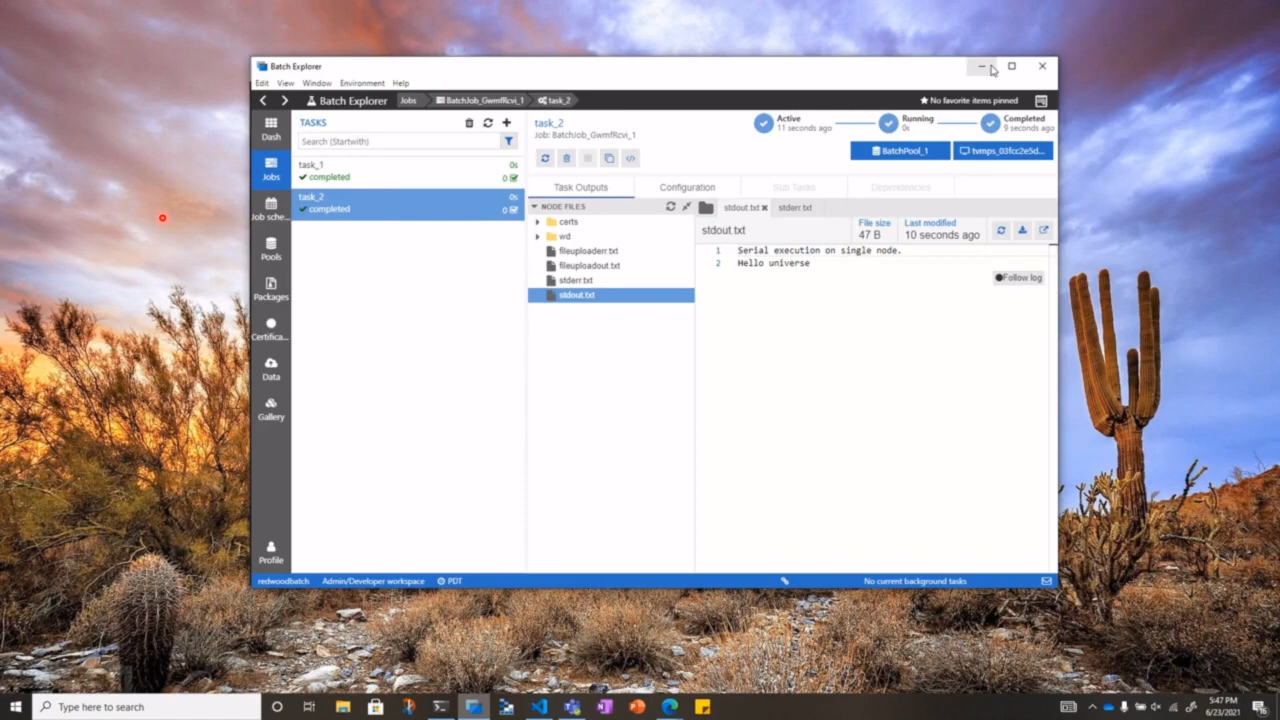 Batch Explorer
Edit View Window Environment Help
Batch Explorer Jobs BatchJob_GwmfRcvi_1 task_2 No favorite items pinned
Dash
Jobs
Job sche...
Pools
Packages
Certifica...
Data
Gallery
Profile
TASKS
Search (Startwith)
task_1 0s
completed 0
task_2 0s
completed 0
task_2
Job: BatchJob_GwmfRcvi_1
Active
11 seconds ago
Running
0s
Completed
9 seconds ago
BatchPool_1 tvmps_03fcc2e5d...
Task Outputs Configuration Sub Tasks Dependencies
NODE FILES
certs
wd
fileuploaderr.txt
fileuploadout.txt
stderr.txt
stdout.txt
stdout.txt stderr.txt
stdout.txt
File size
47 B
Last modified
10 seconds ago
1 Serial execution on single node.
2 Hello universe
Follow log
redwoodbatch Admin/Developer workspace PDT No current background tasks
Type here to search
5:47 PM
6/23/2021
16